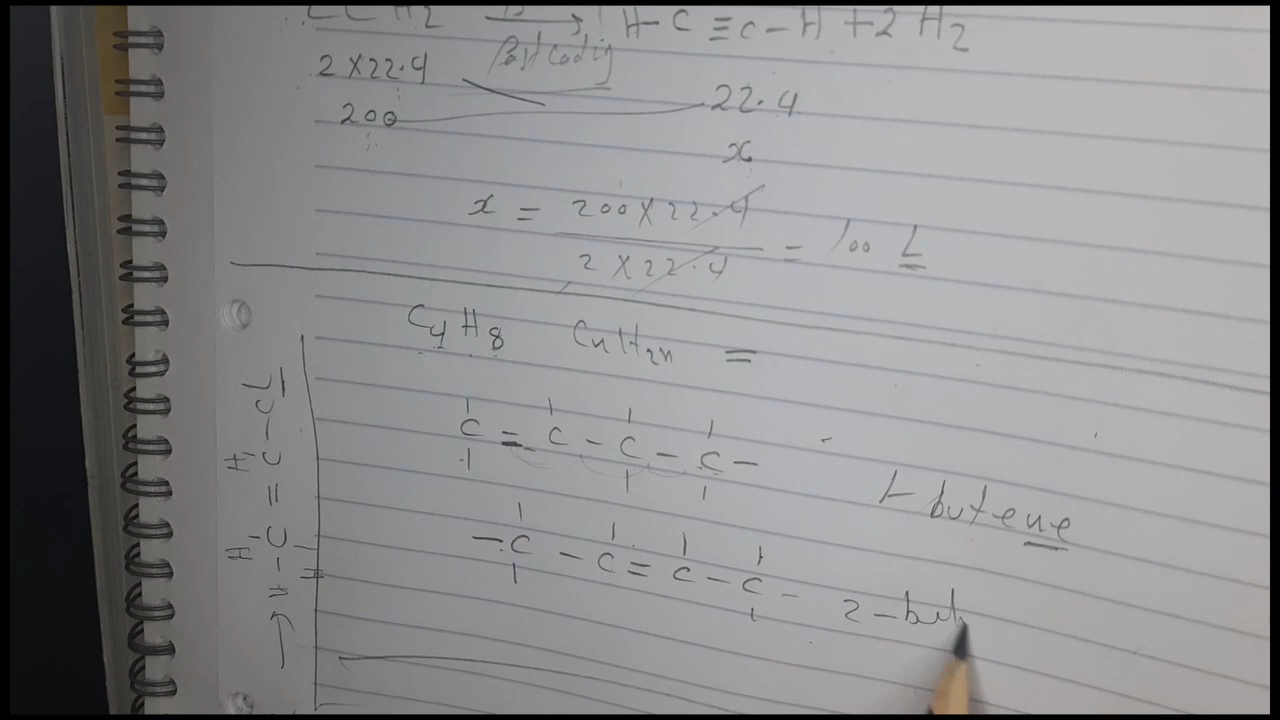 H-C≡C-H + 2 H2
2 X 22.4
200
22.4
x
x = 200 X 22.4 / 2 X 22.4 = 100 L
C4H8 CnH2n =
C = C - C - C -
1-butene
- C - C = C - C -
2-but
H H
→ H-C=C-CL
H